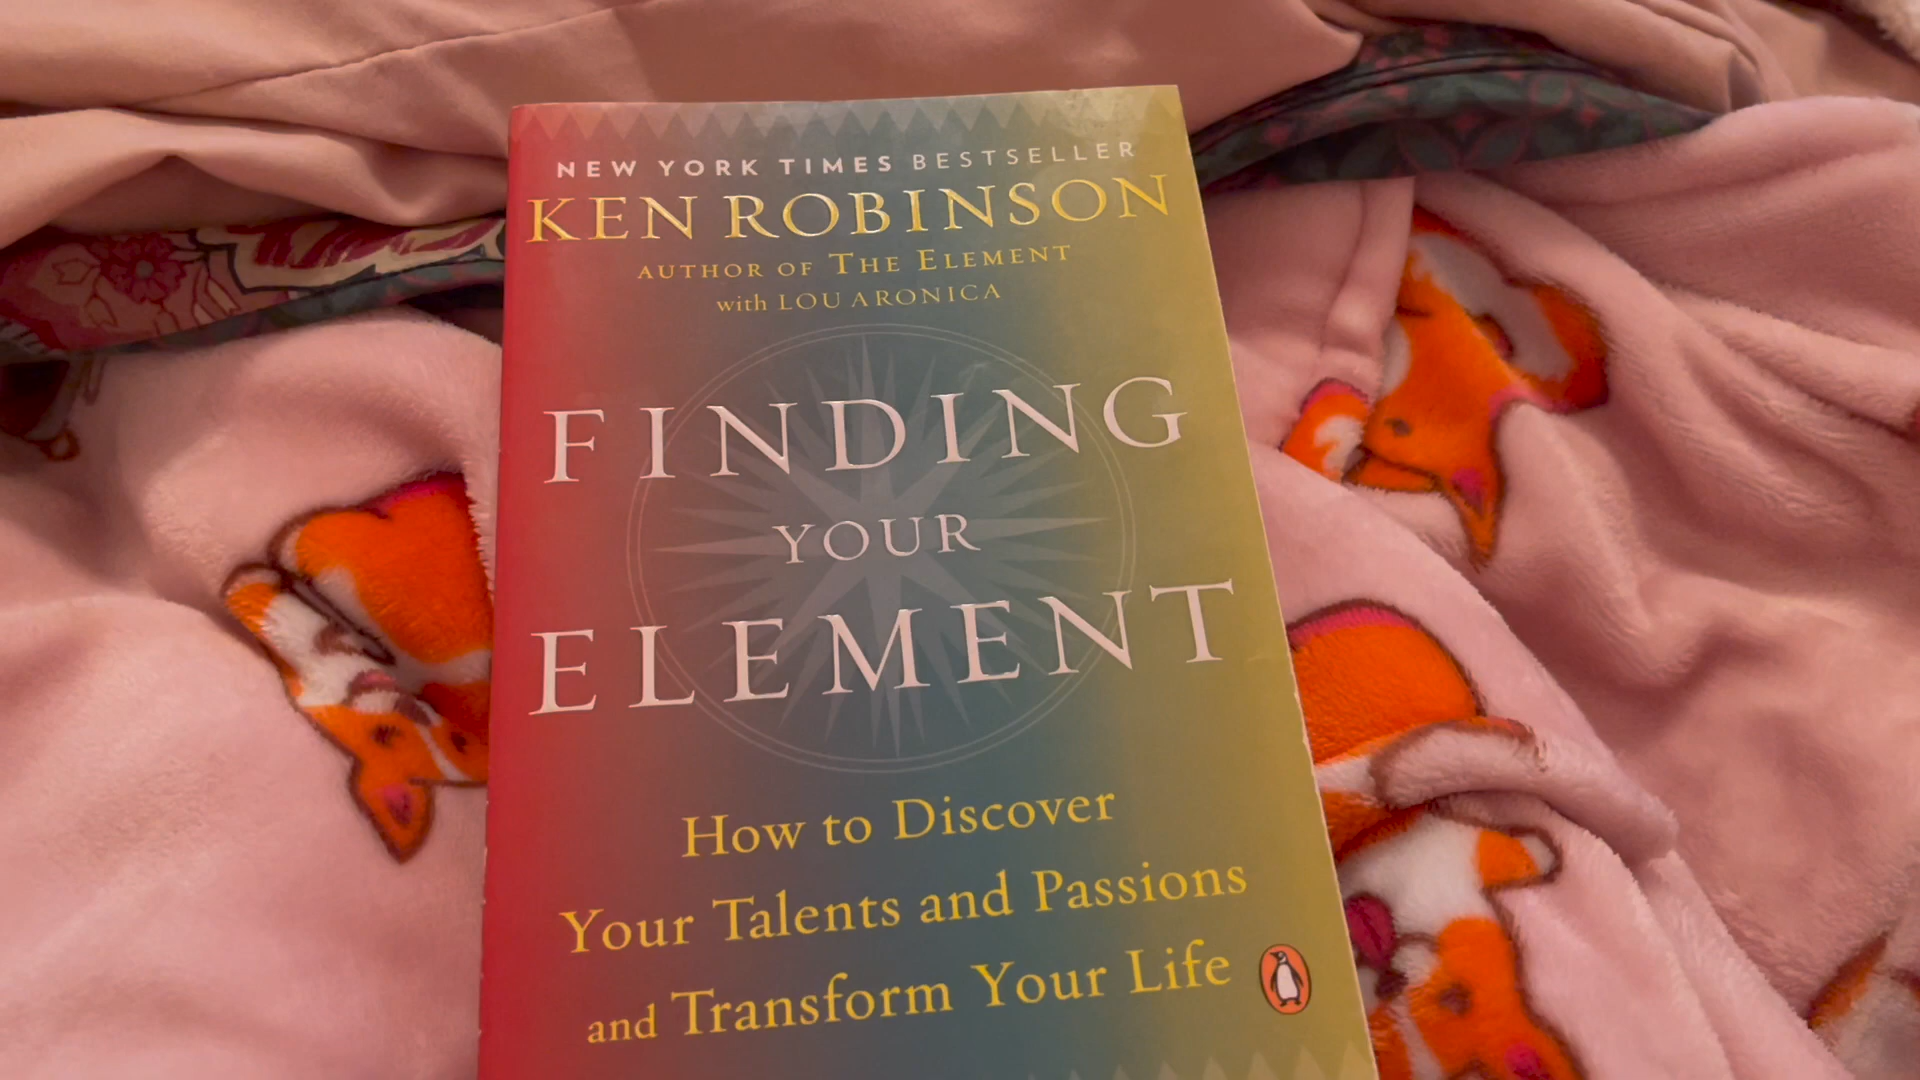 NEW YORK TIMES BESTSELLER
KEN ROBINSON
AUTHOR OF THE ELEMENT
with LOU ARONICA
FINDING
YOUR
ELEMENT
How to Discover
Your Talents and Passions
and Transform Your Life